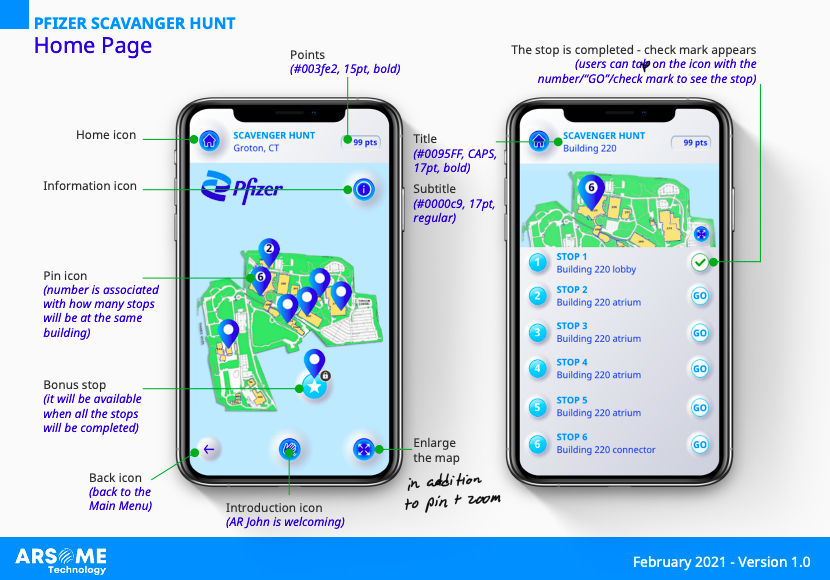 PFIZER SCAVANGER HUNT
Home Page
Points
(#003fe2, 15pt, bold)
The stop is completed - check mark appears
(users can tap on the icon with the
number/“GO”/check mark to see the stop)
Home icon
Information icon
Pin icon
(number is associated
with how many stops
will be at the same
building)
Bonus stop
(it will be available
when all the stops
will be completed)
Back icon
(back to the
Main Menu)
SCAVENGER HUNT
Groton, CT
99 pts
Pfizer
2
6
Introduction icon
(AR John is welcoming)
Title
(#0095FF, CAPS,
17pt, bold)
Subtitle
(#0000c9, 17pt,
regular)
Enlarge
the map
in addition
to pin + zoom
SCAVENGER HUNT
Building 220
99 pts
6
1 STOP 1
Building 220 lobby
2 STOP 2 GO
Building 220 atrium
3 STOP 3 GO
Building 220 atrium
4 STOP 4 GO
Building 220 atrium
5 STOP 5 GO
Building 220 atrium
6 STOP 6 GO
Building 220 connector
ARSOME
Technology
February 2021 - Version 1.0